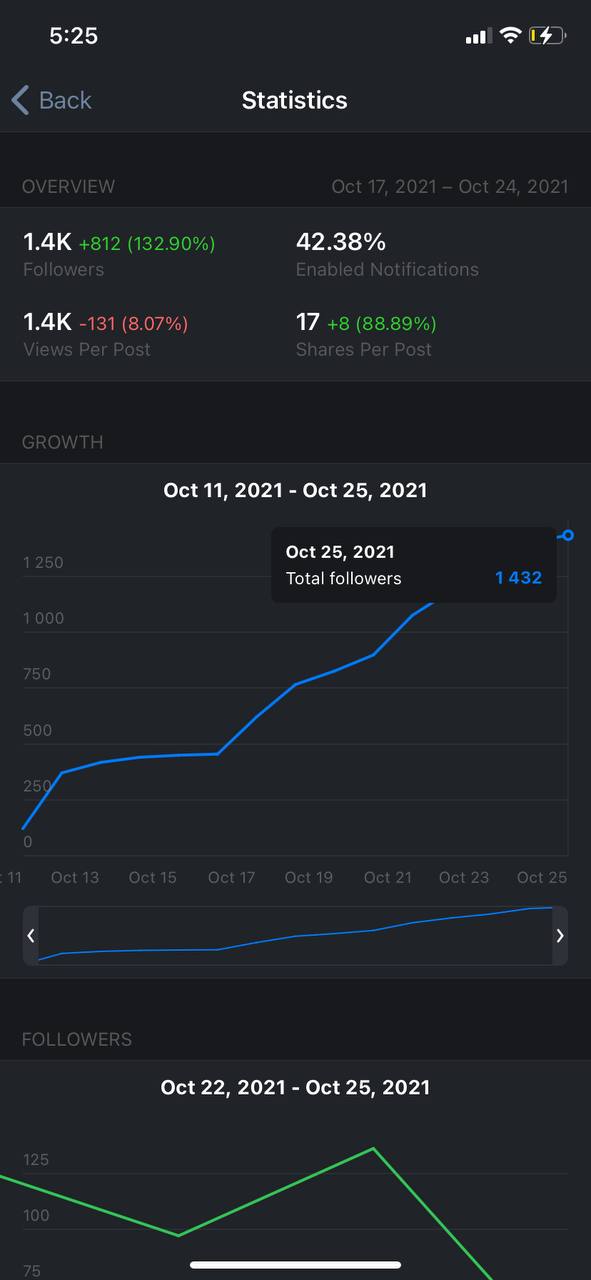 5:25
Back
Statistics
OVERVIEW
Oct 17, 2021 – Oct 24, 2021
1.4K +812 (132.90%)
Followers
42.38%
Enabled Notifications
1.4K -131 (8.07%)
Views Per Post
17 +8 (88.89%)
Shares Per Post
GROWTH
Oct 11, 2021 - Oct 25, 2021
Oct 25, 2021
Total followers 1 432
1 250
1 000
750
500
250
0
11 Oct 13 Oct 15 Oct 17 Oct 19 Oct 21 Oct 23 Oct 25
FOLLOWERS
Oct 22, 2021 - Oct 25, 2021
125
100
75